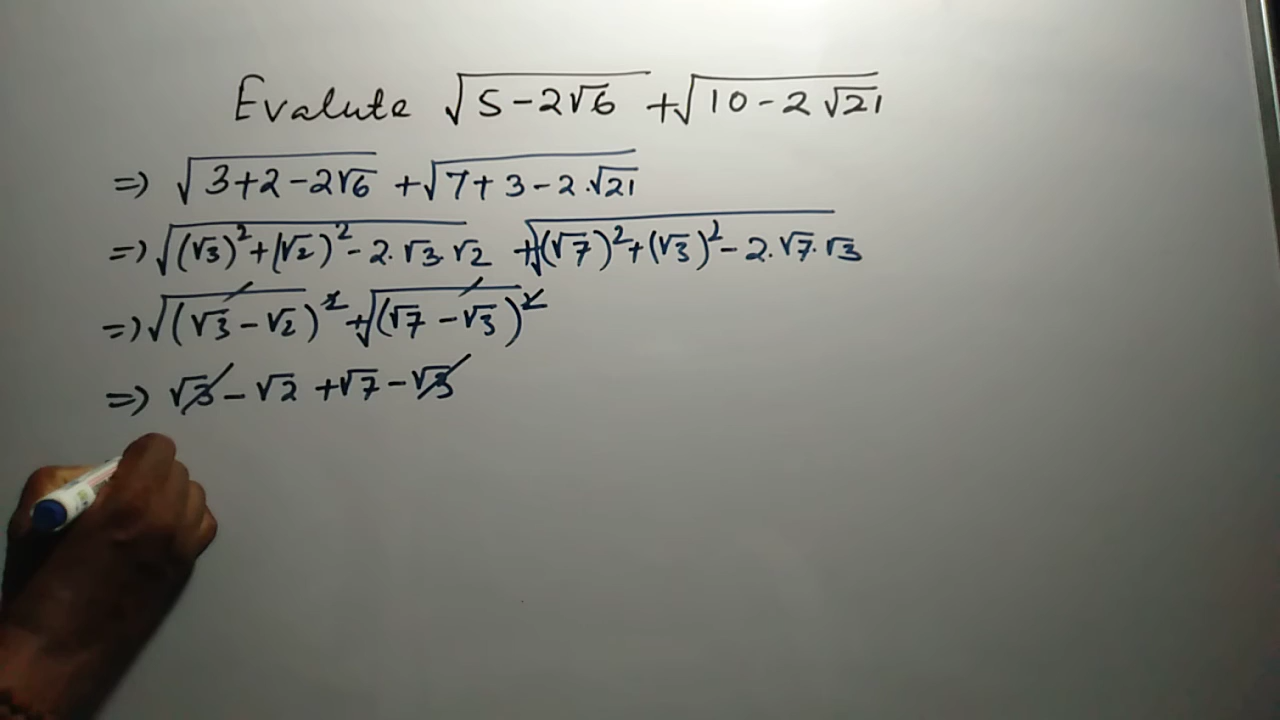 Evalute √5-2√6 + √10-2√21
=> √3+2-2√6 + √7+3-2.√21
=> √(√3)²+(√2)²-2.√3.√2 + √(√7)²+(√3)²-2.√7.√3
=> √(√3-√2)² + √(√7-√3)²
=> √3-√2+√7-√3